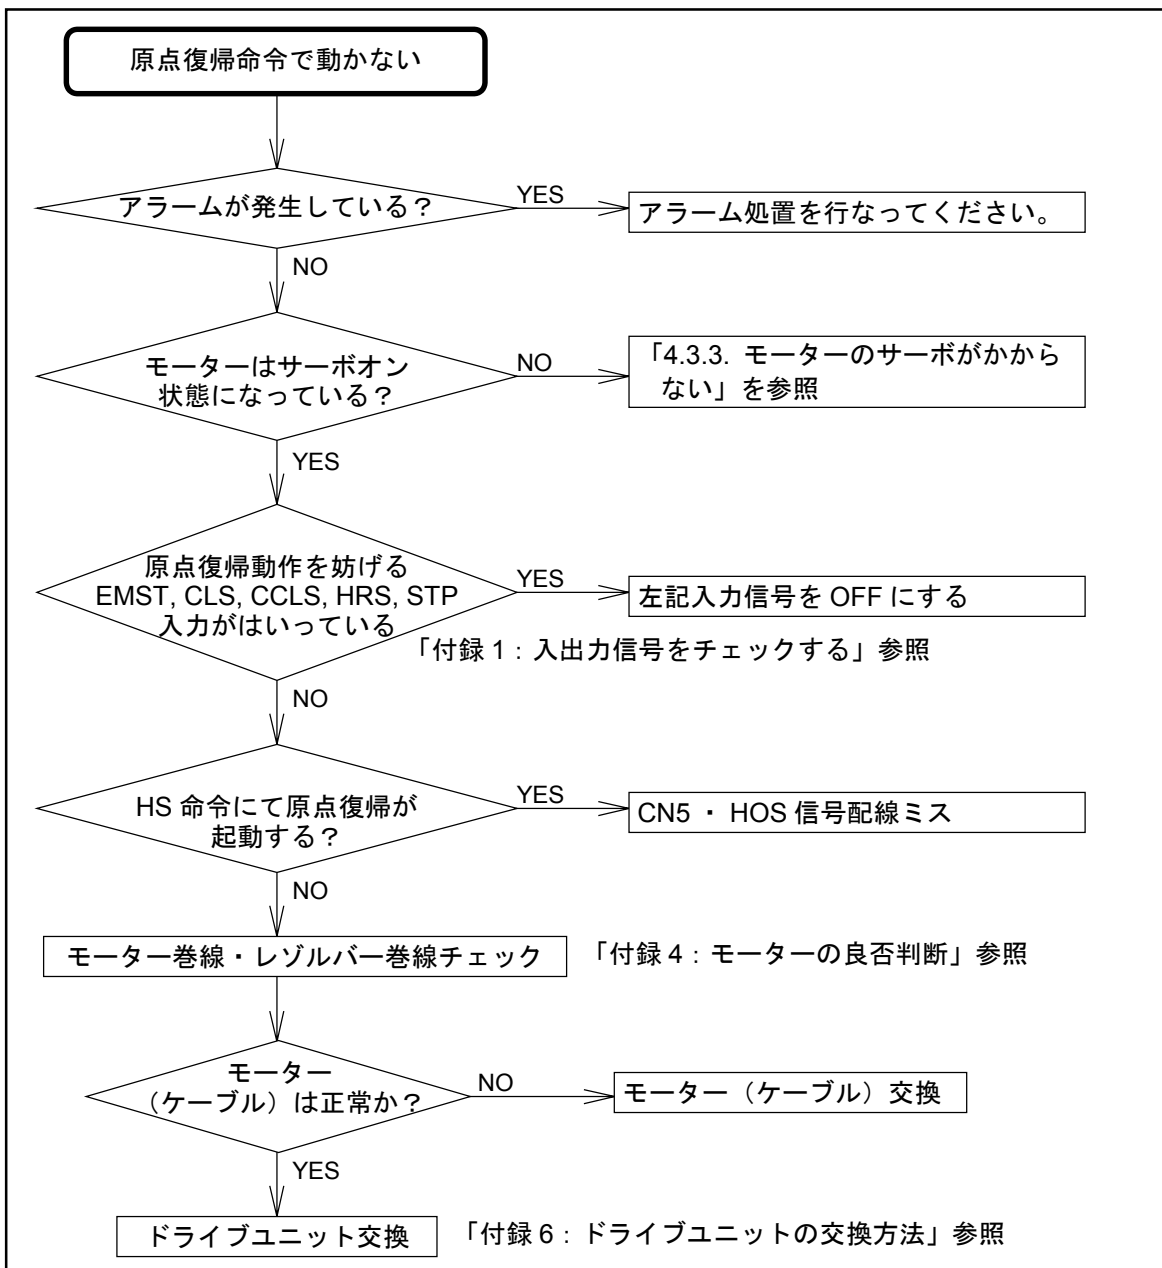 原点復帰命令で動かない
アラームが発生している？
YES
アラーム処置を行なってください。
NO
モーターはサーボオン
状態になっている？
NO
「4.3.3. モーターのサーボがかから
ない」を参照
YES
原点復帰動作を妨げる
EMST, CLS, CCLS, HRS, STP
入力がはいっている
YES
左記入力信号を OFF にする
「付録 1：入出力信号をチェックする」参照
NO
HS 命令にて原点復帰が
起動する？
YES
CN5 ・ HOS 信号配線ミス
NO
モーター巻線・レゾルバー巻線チェック
「付録 4：モーターの良否判断」参照
モーター
（ケーブル）は正常か？
NO
モーター（ケーブル）交換
YES
ドライブユニット交換
「付録 6：ドライブユニットの交換方法」参照